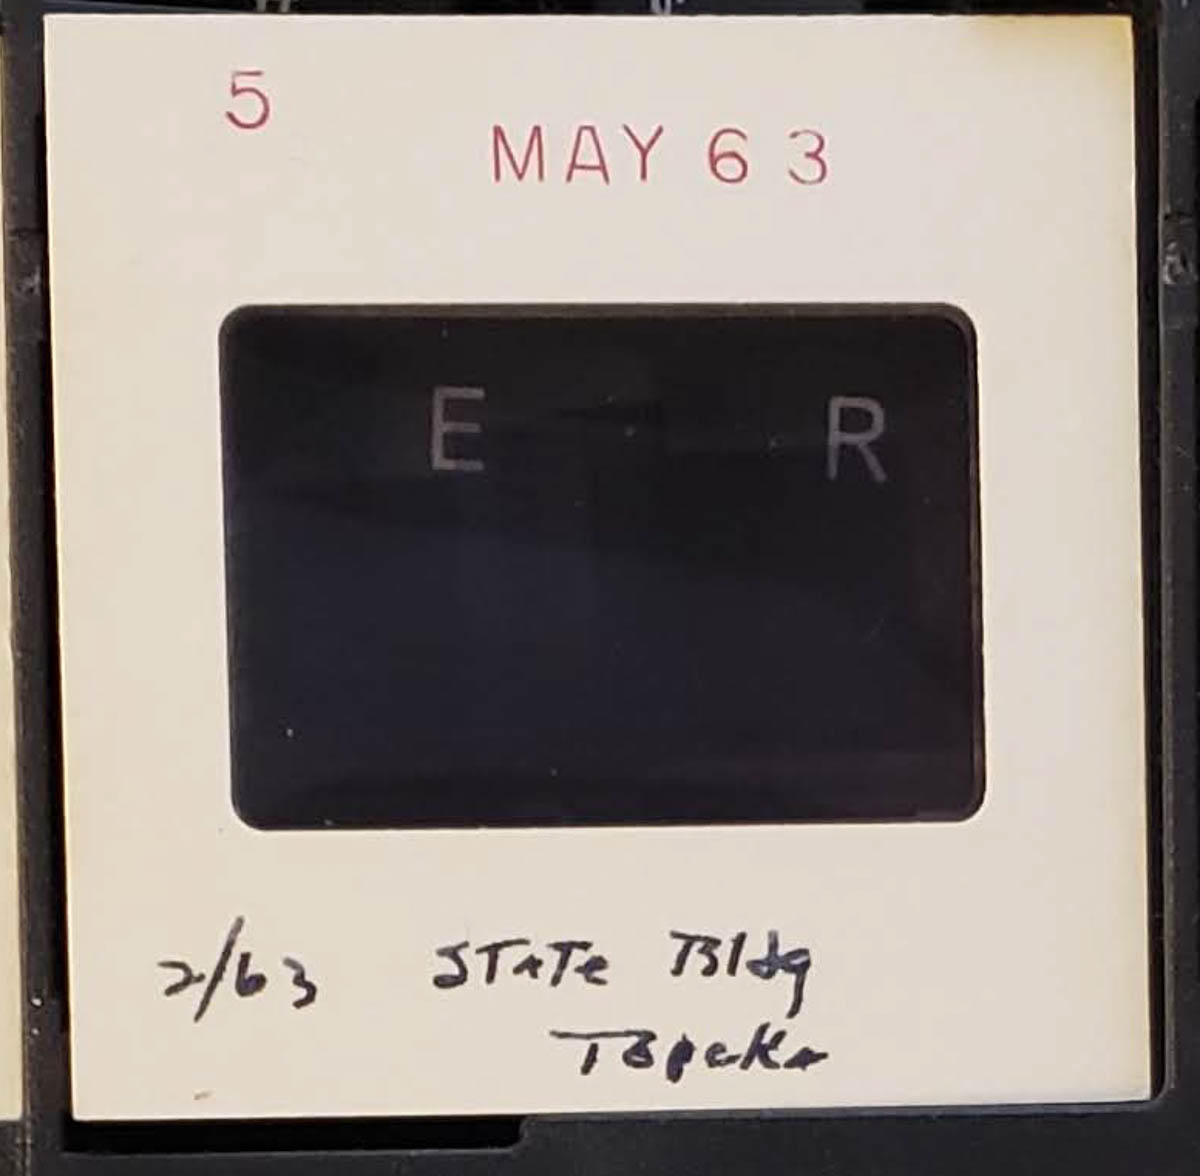 5
MAY 63
E R
2/63 STATe Bldg
Topeka